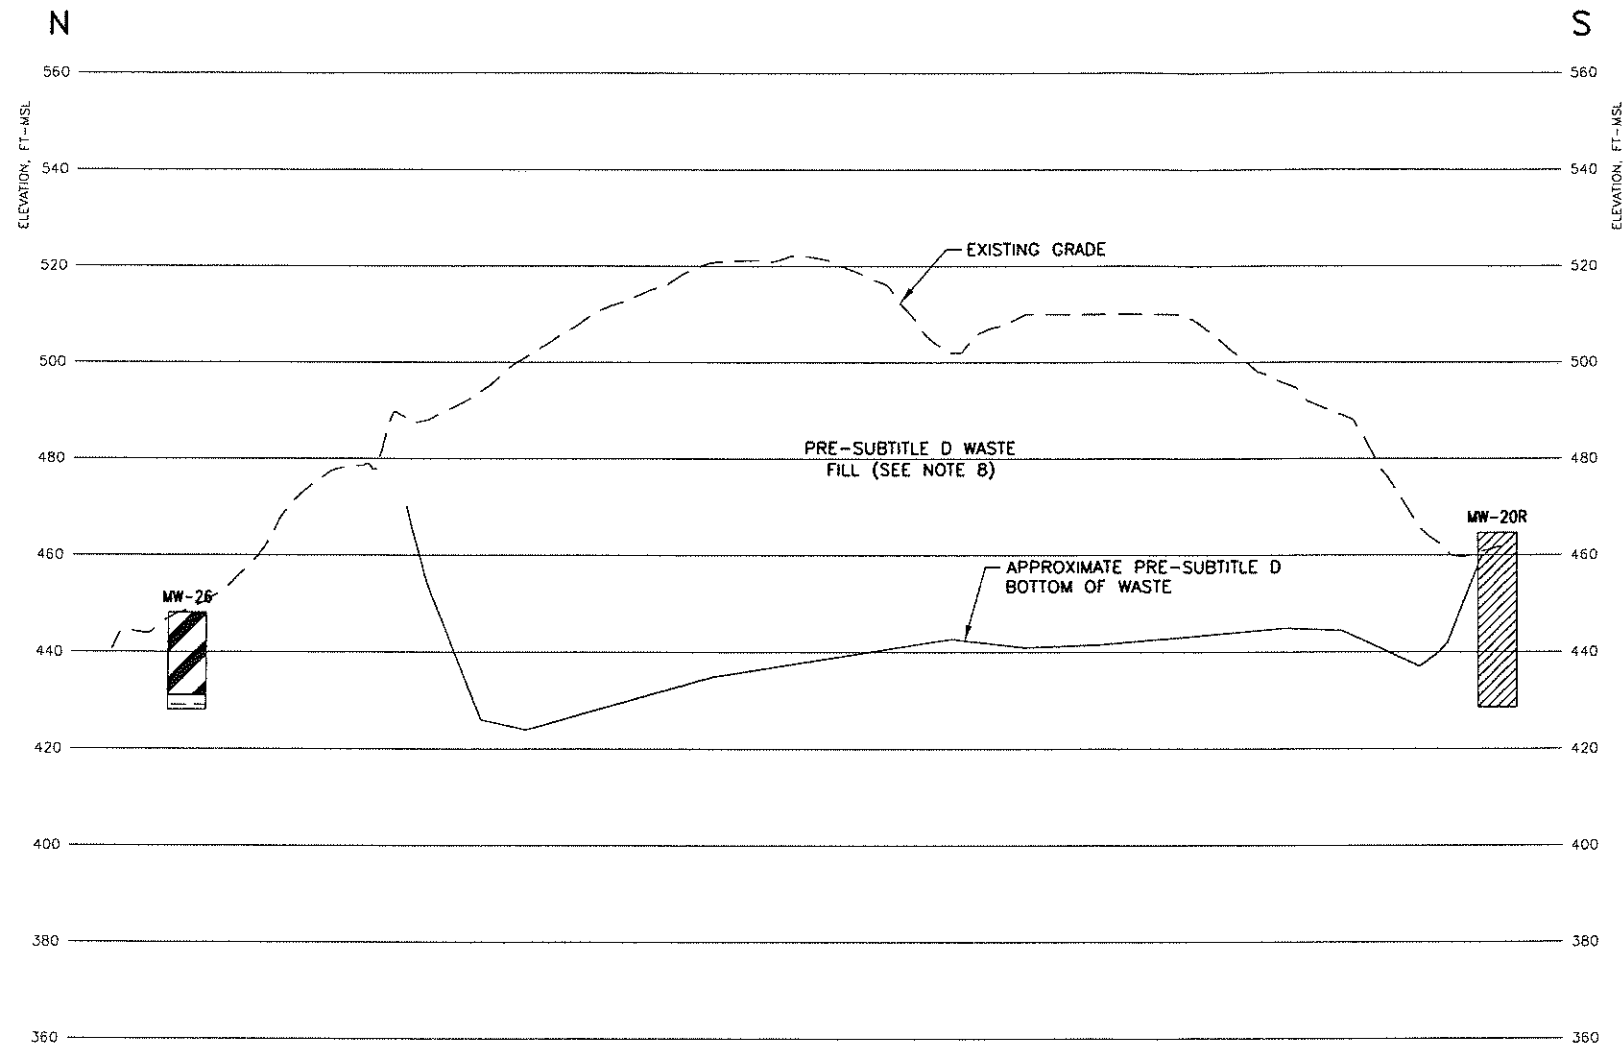 N
S
560
560
ELEVATION, FT-MSL
ELEVATION, FT-MSL
540
540
EXISTING GRADE
520
520
500
500
PRE-SUBTITLE D WASTE
FILL (SEE NOTE 8)
480
480
MW-20R
460
460
APPROXIMATE PRE-SUBTITLE D
BOTTOM OF WASTE
MW-26
440
440
420
420
400
400
380
380
360
360